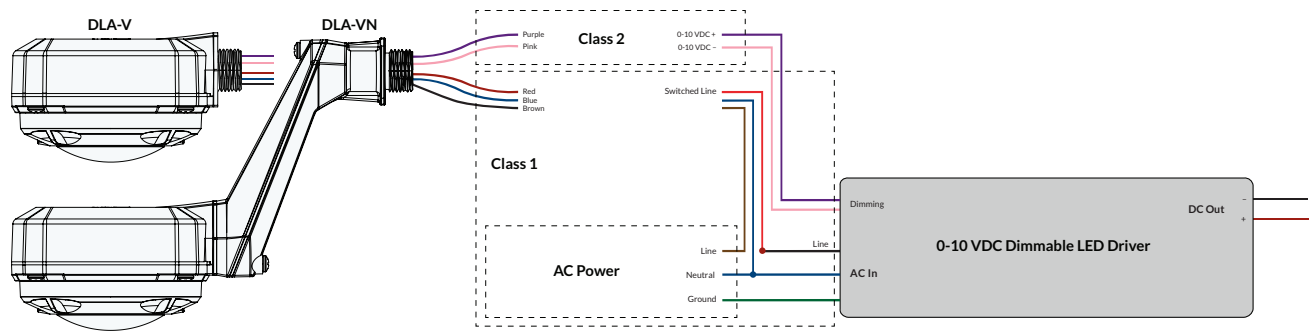 DLA-V
DLA-VN
Purple
Pink
Class 2
0-10 VDC +
0-10 VDC –
Red
Blue
Brown
Switched Line
Class 1
Dimming
DC Out
–
+
Line
0-10 VDC Dimmable LED Driver
AC Power
Line
Neutral
Ground
AC In